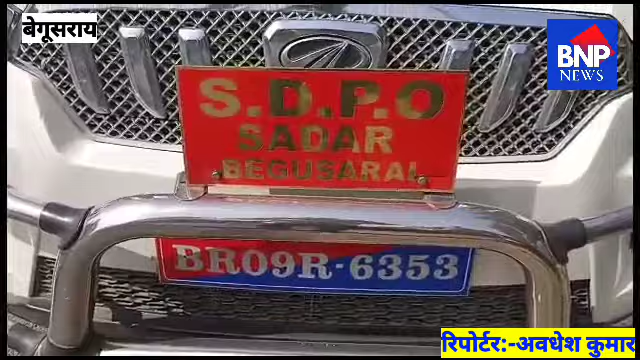 बेगूसराय
BNP
NEWS
S.D.P.O
SADAR
BEGUSARAI
BR09R-6353
रिपोर्टर:-अवधेश कुमार